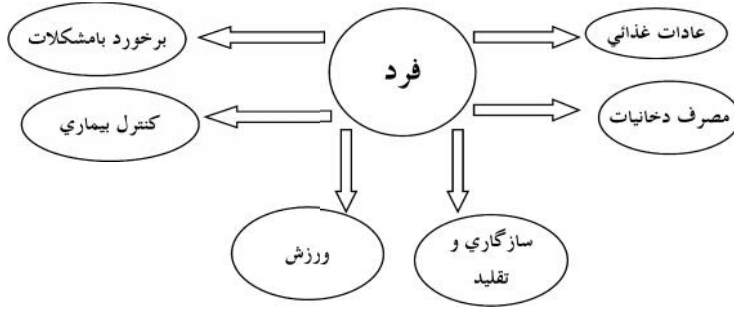 عادات غذائي
برخورد بامشكلات
فرد
مصرف دخانيات
كنترل بيماري
سازگاري و
تقليد
ورزش